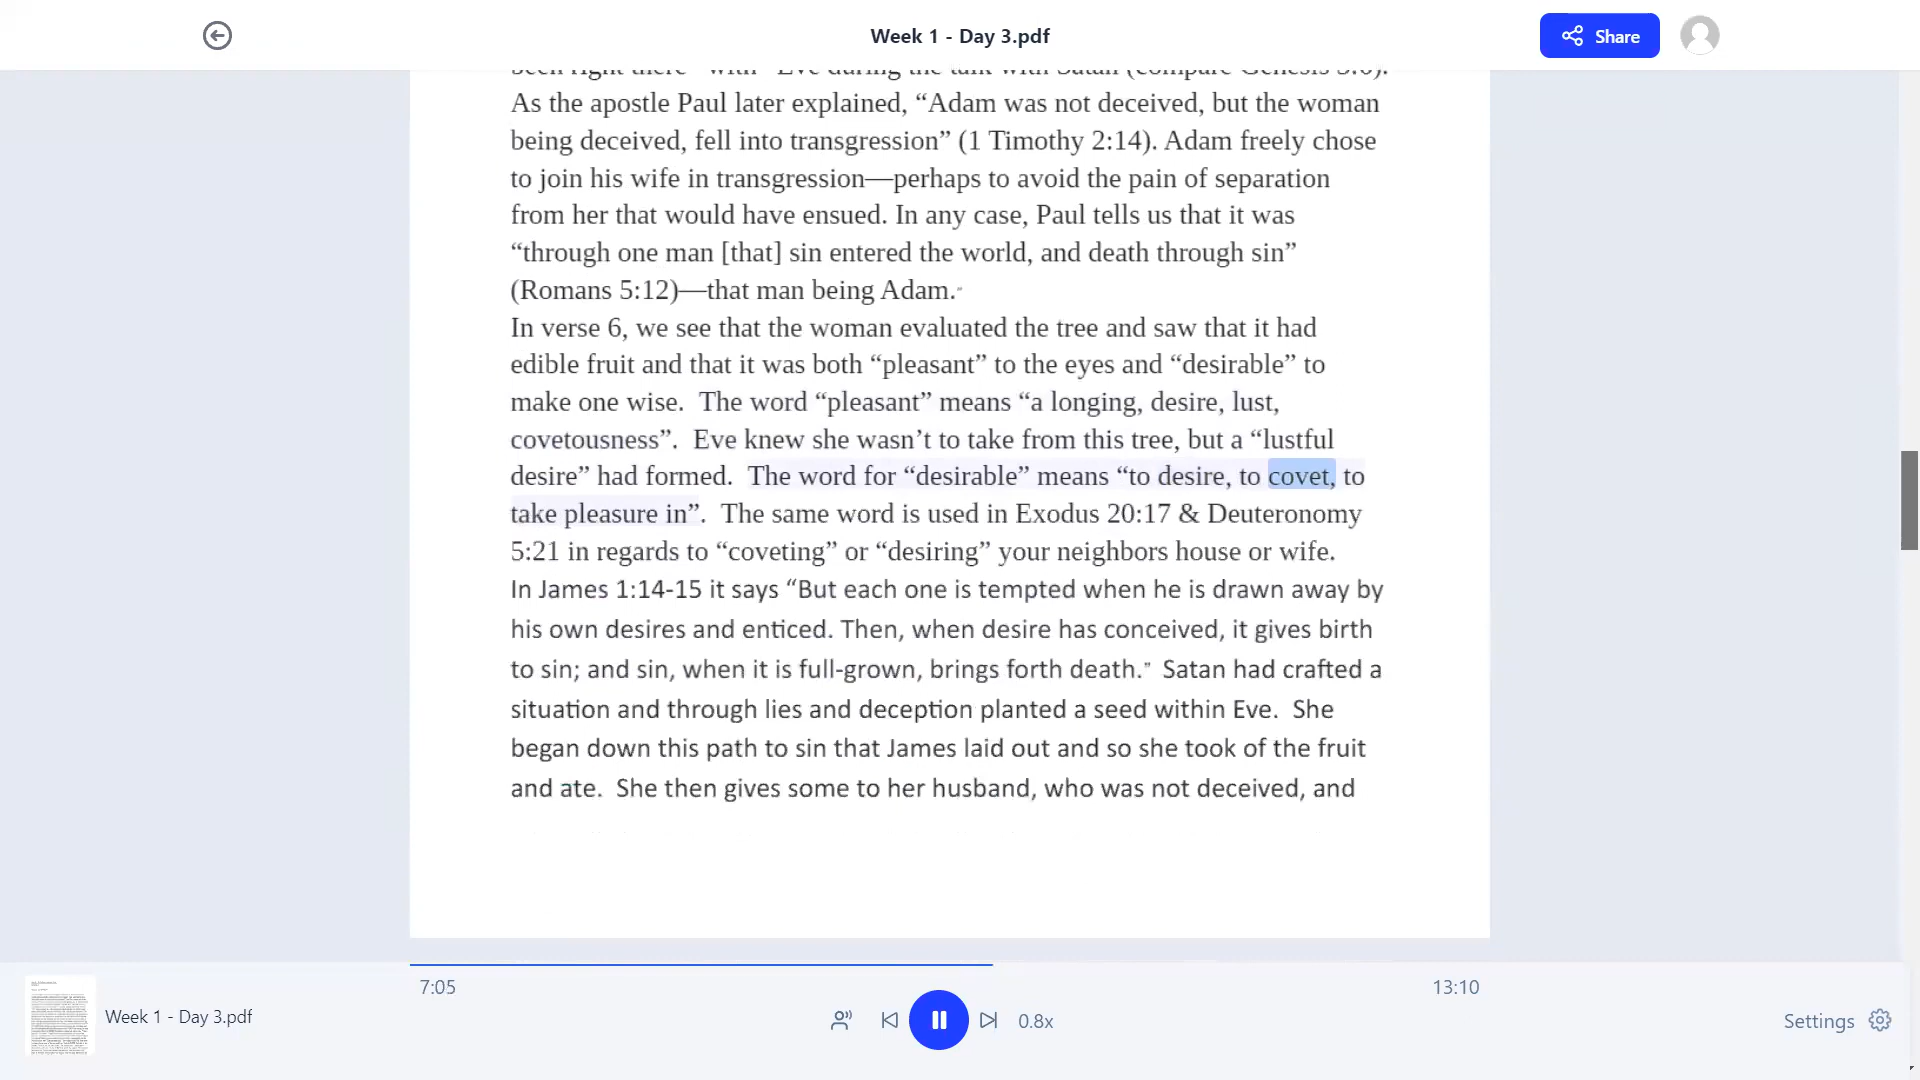 Week 1 - Day 3.pdf
Share
been right there “with” Eve during the talk with Satan (compare Genesis 3:6).
As the apostle Paul later explained, “Adam was not deceived, but the woman
being deceived, fell into transgression” (1 Timothy 2:14). Adam freely chose
to join his wife in transgression—perhaps to avoid the pain of separation
from her that would have ensued. In any case, Paul tells us that it was
“through one man [that] sin entered the world, and death through sin”
(Romans 5:12)—that man being Adam.”
In verse 6, we see that the woman evaluated the tree and saw that it had
edible fruit and that it was both “pleasant” to the eyes and “desirable” to
make one wise.  The word “pleasant” means “a longing, desire, lust,
covetousness”.  Eve knew she wasn’t to take from this tree, but a “lustful
desire” had formed.  The word for “desirable” means “to desire, to covet, to
take pleasure in”.  The same word is used in Exodus 20:17 & Deuteronomy
5:21 in regards to “coveting” or “desiring” your neighbors house or wife.
In James 1:14-15 it says “But each one is tempted when he is drawn away by
his own desires and enticed. Then, when desire has conceived, it gives birth
to sin; and sin, when it is full-grown, brings forth death.”  Satan had crafted a
situation and through lies and deception planted a seed within Eve.  She
began down this path to sin that James laid out and so she took of the fruit
and ate.  She then gives some to her husband, who was not deceived, and
7:05
13:10
Week 1 - Day 3.pdf
0.8x
Settings